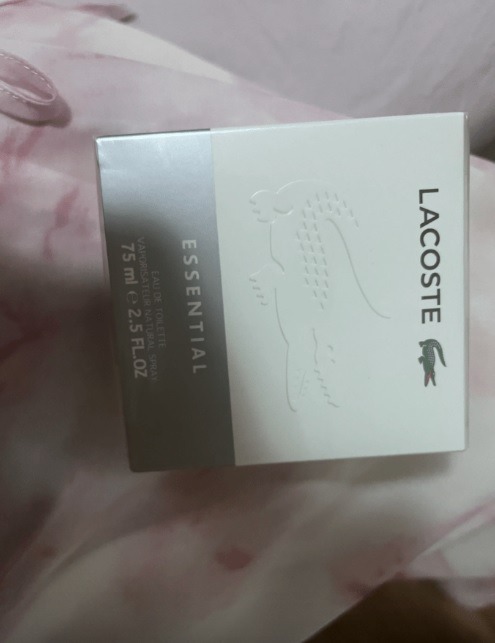 LACOSTE
ESSENTIAL
EAU DE TOILETTE
VAPORISATEUR NATURAL SPRAY
75 ml ℮ 2.5 FL.OZ